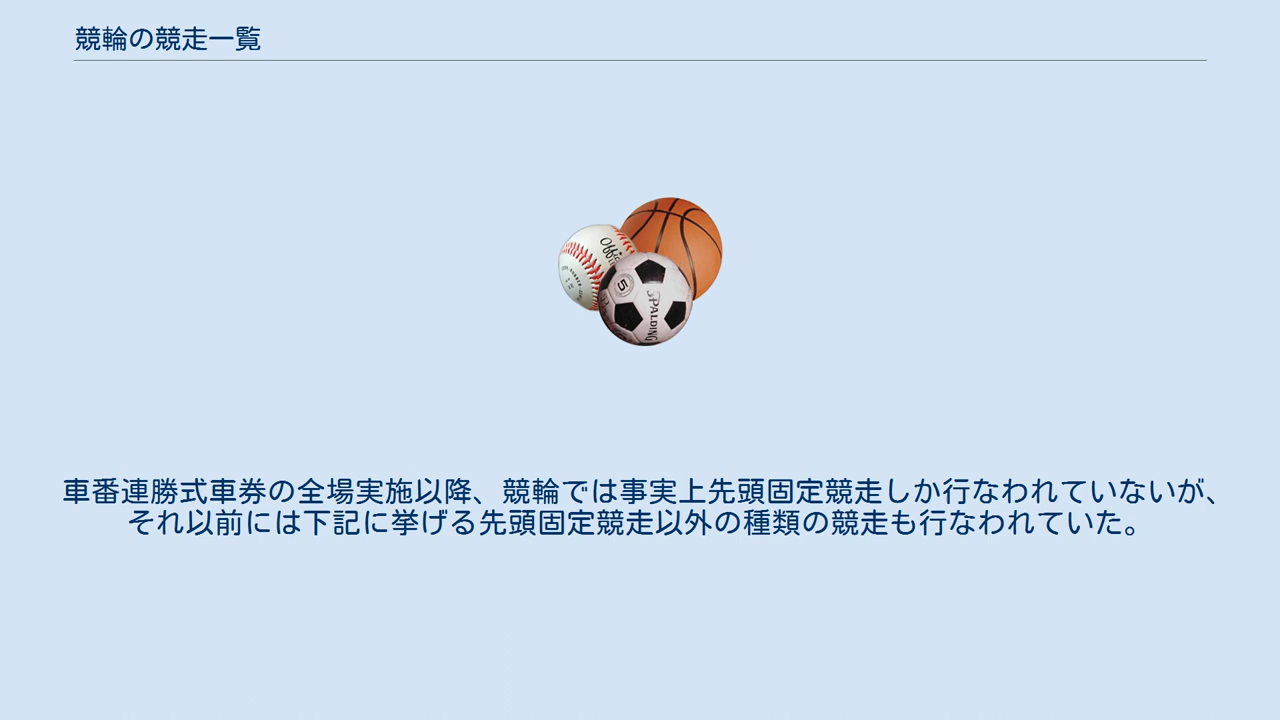 競輪の競走一覧
Offic
5
SPALDING
車番連勝式車券の全場実施以降、競輪では事実上先頭固定競走しか行なわれていないが、
それ以前には下記に挙げる先頭固定競走以外の種類の競走も行なわれていた。